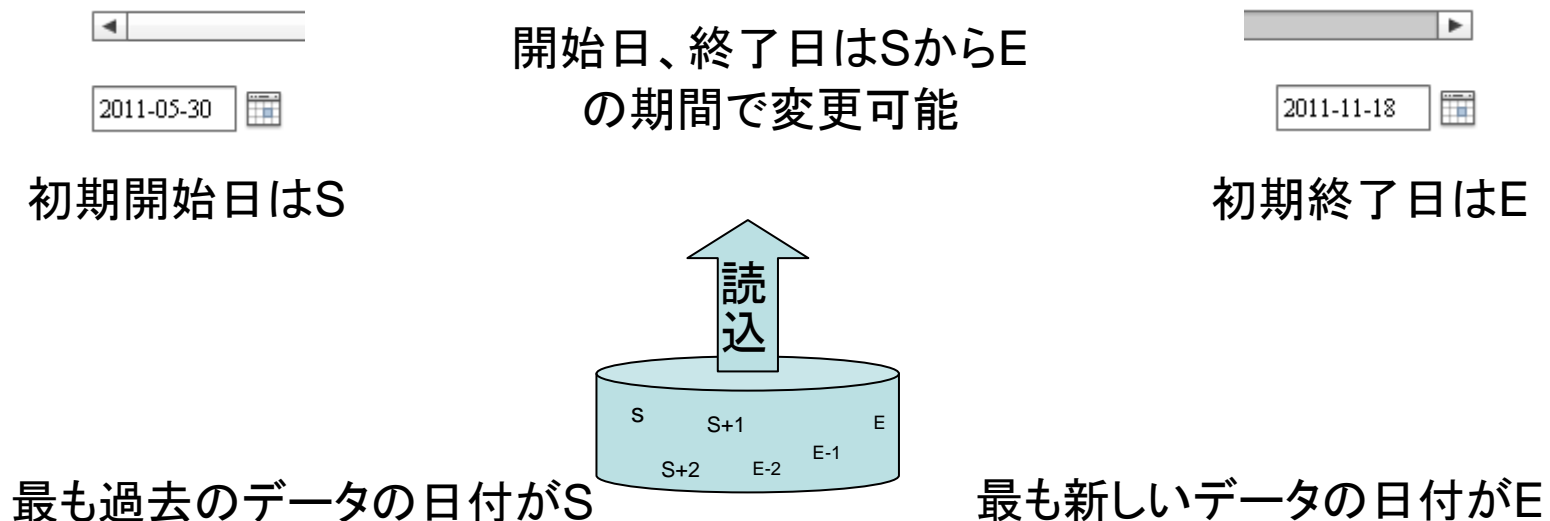 開始日、終了日はSからE
の期間で変更可能
2011-05-30
2011-11-18
初期開始日はS
初期終了日はE
読
込
s
S+1
E
S+2
E-2
E-1
最も過去のデータの日付がS
最も新しいデータの日付がE